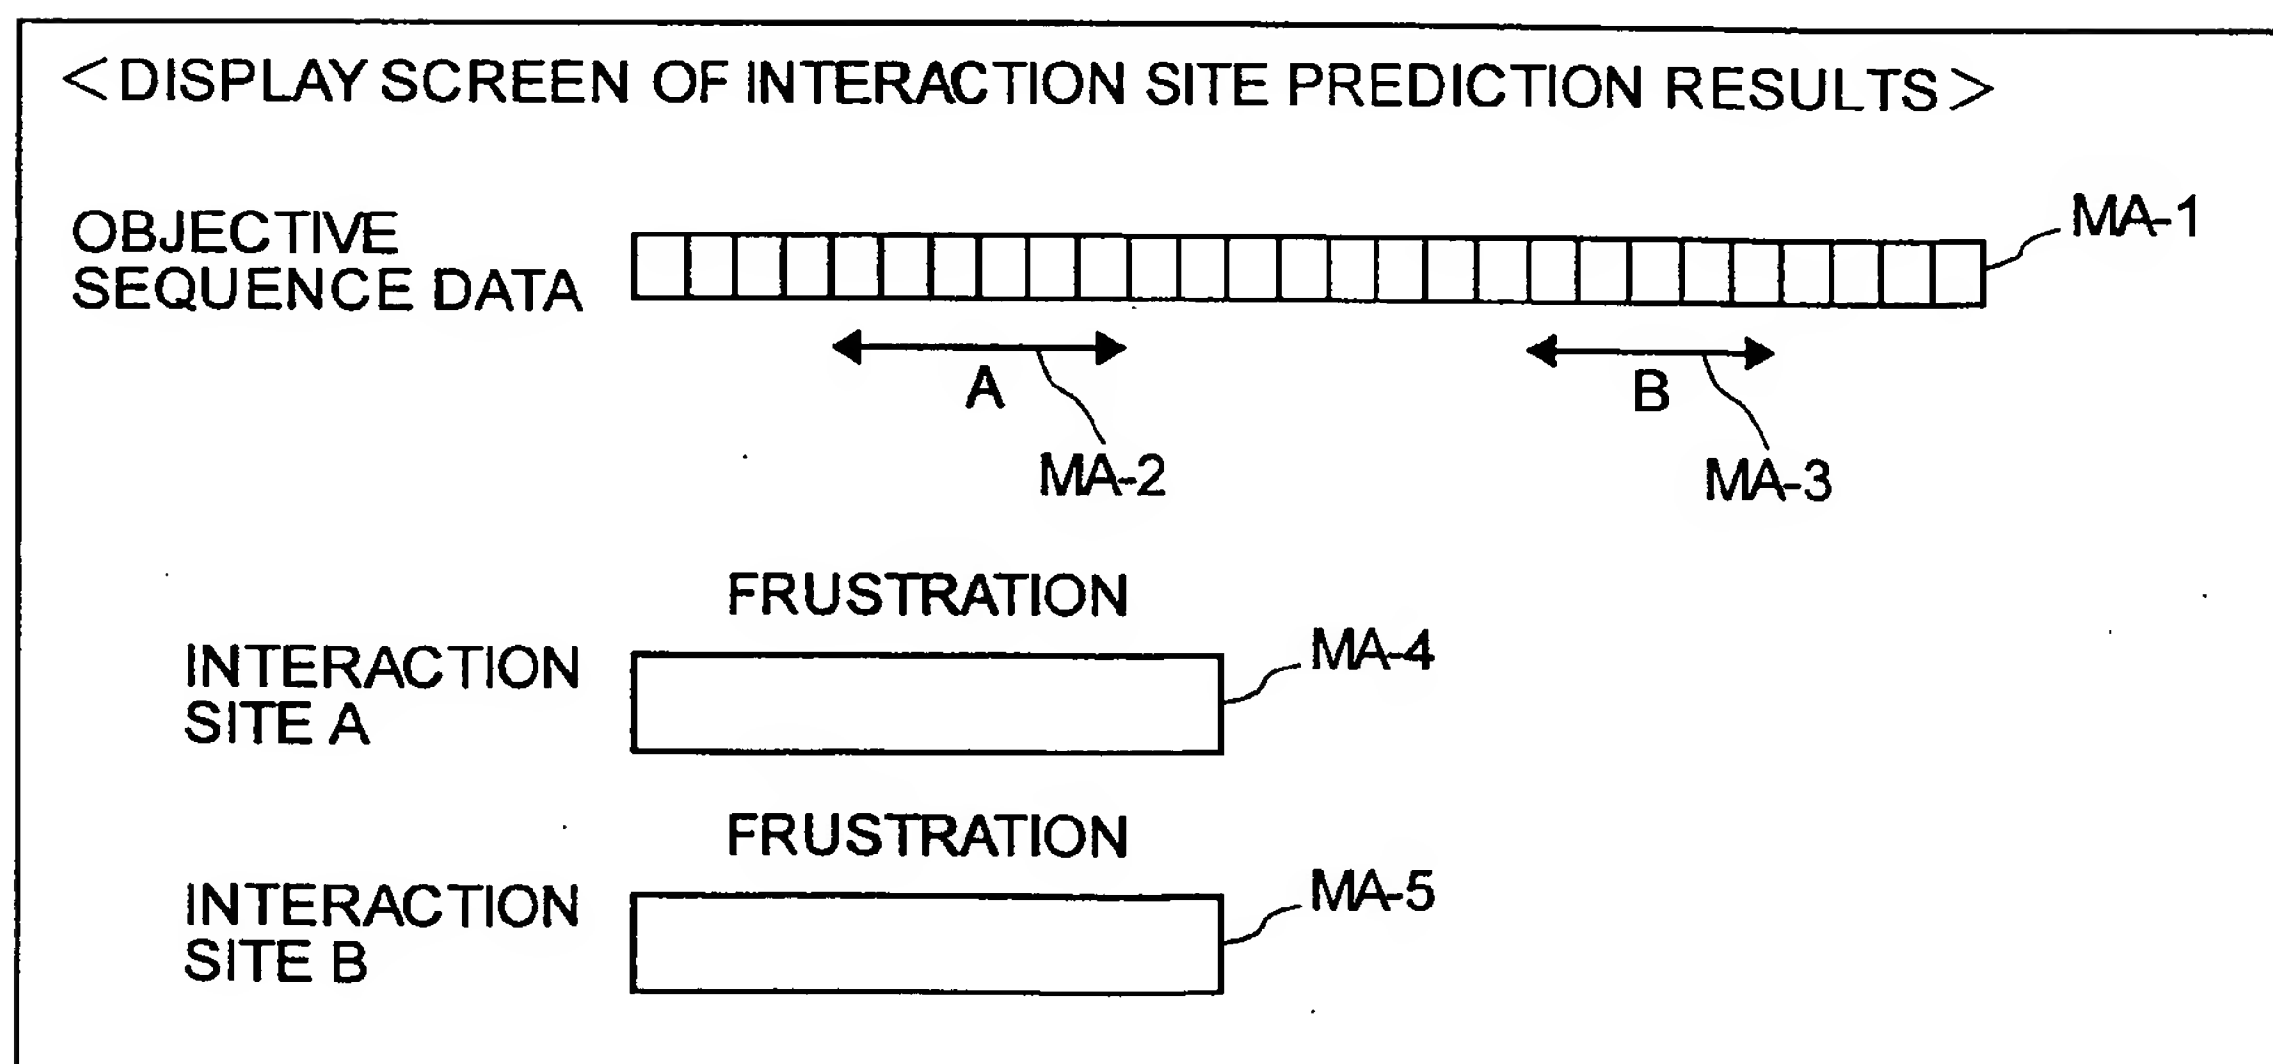 <DISPLAY SCREEN OF INTERACTION SITE PREDICTION RESULTS>
OBJECTIVE
SEQUENCE DATA
MA-1
A
B
MA-2
MA-3
FRUSTRATION
INTERACTION
SITE A
MA-4
FRUSTRATION
INTERACTION
SITE B
MA-5